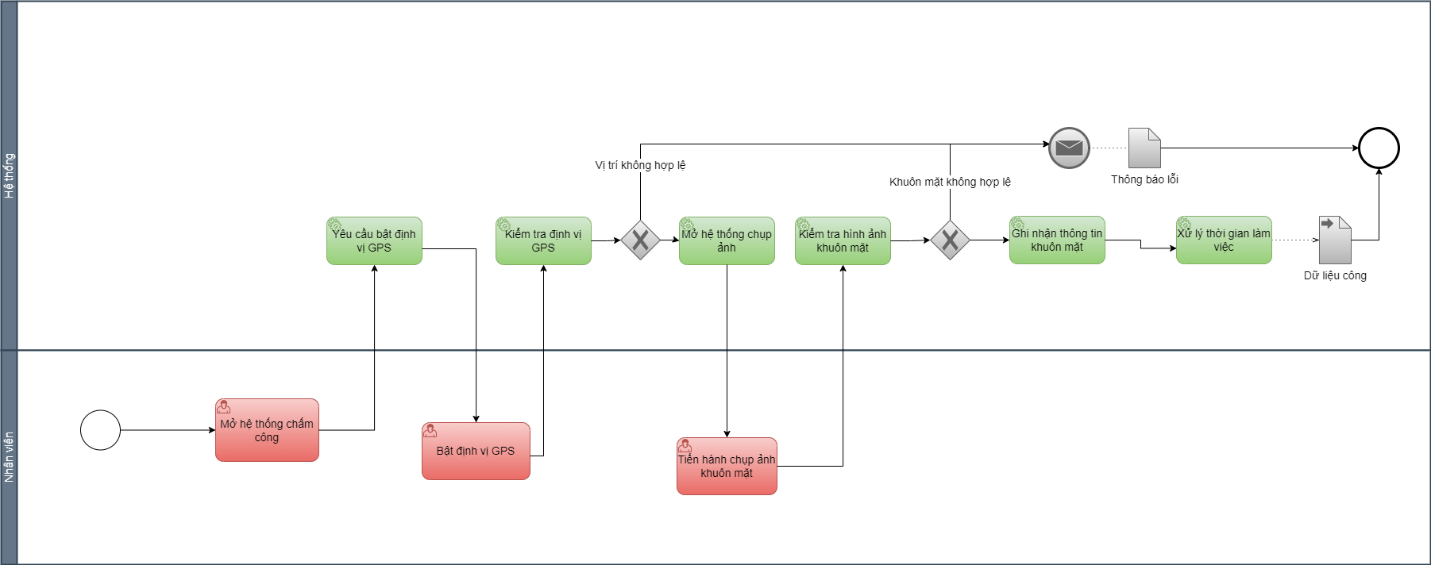 Hệ thống
Vị trí không hợp lệ
Khuôn mặt không hợp lệ
Thông báo lỗi
Yêu cầu bật định
vị GPS
Kiểm tra định vị
GPS
Mở hệ thống chụp
ảnh
Kiểm tra hình ảnh
khuôn mặt
Ghi nhận thông tin
khuôn mặt
Xử lý thời gian làm
việc
Dữ liệu công
Nhân viên
Mở hệ thống chấm
công
Bật định vị GPS
Tiến hành chụp ảnh
khuôn mặt